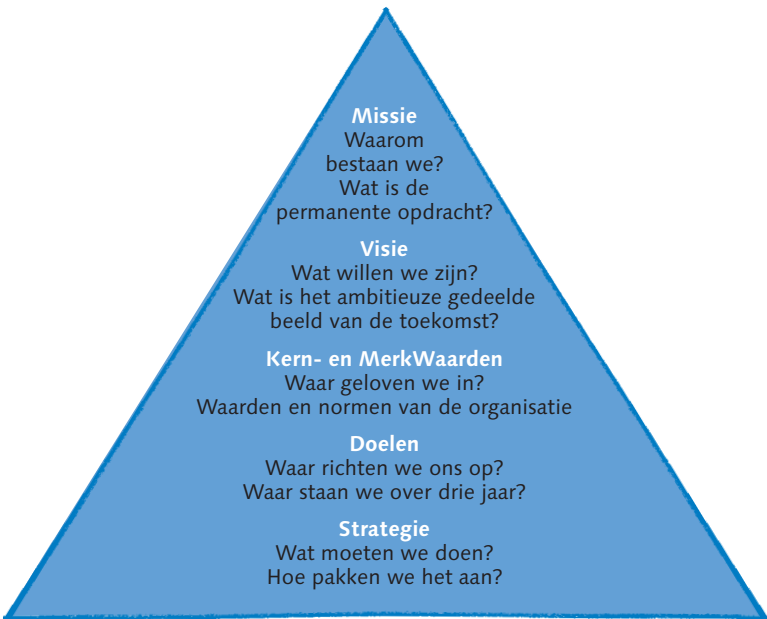 Missie
Waarom
bestaan we?
Wat is de
permanente opdracht?
Visie
Wat willen we zijn?
Wat is het ambitieuze gedeelde
beeld van de toekomst?
Kern- en MerkWaarden
Waar geloven we in?
Waarden en normen van de organisatie
Doelen
Waar richten we ons op?
Waar staan we over drie jaar?
Strategie
Wat moeten we doen?
Hoe pakken we het aan?